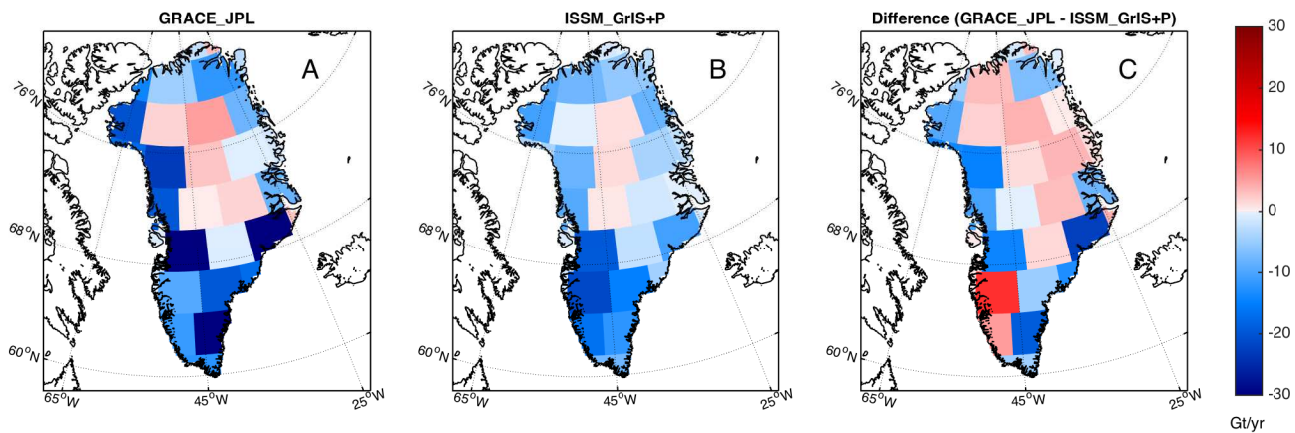 GRACE_JPL
ISSM_GrIS+P
Difference (GRACE_JPL - ISSM_GrIS+P)
A
B
C
76°N
68°N
60°N
65°W
45°W
25°W
76°N
68°N
60°N
65°W
45°W
25°W
76°N
68°N
60°N
65°W
45°W
25°W
30
20
10
0
-10
-20
-30
Gt/yr